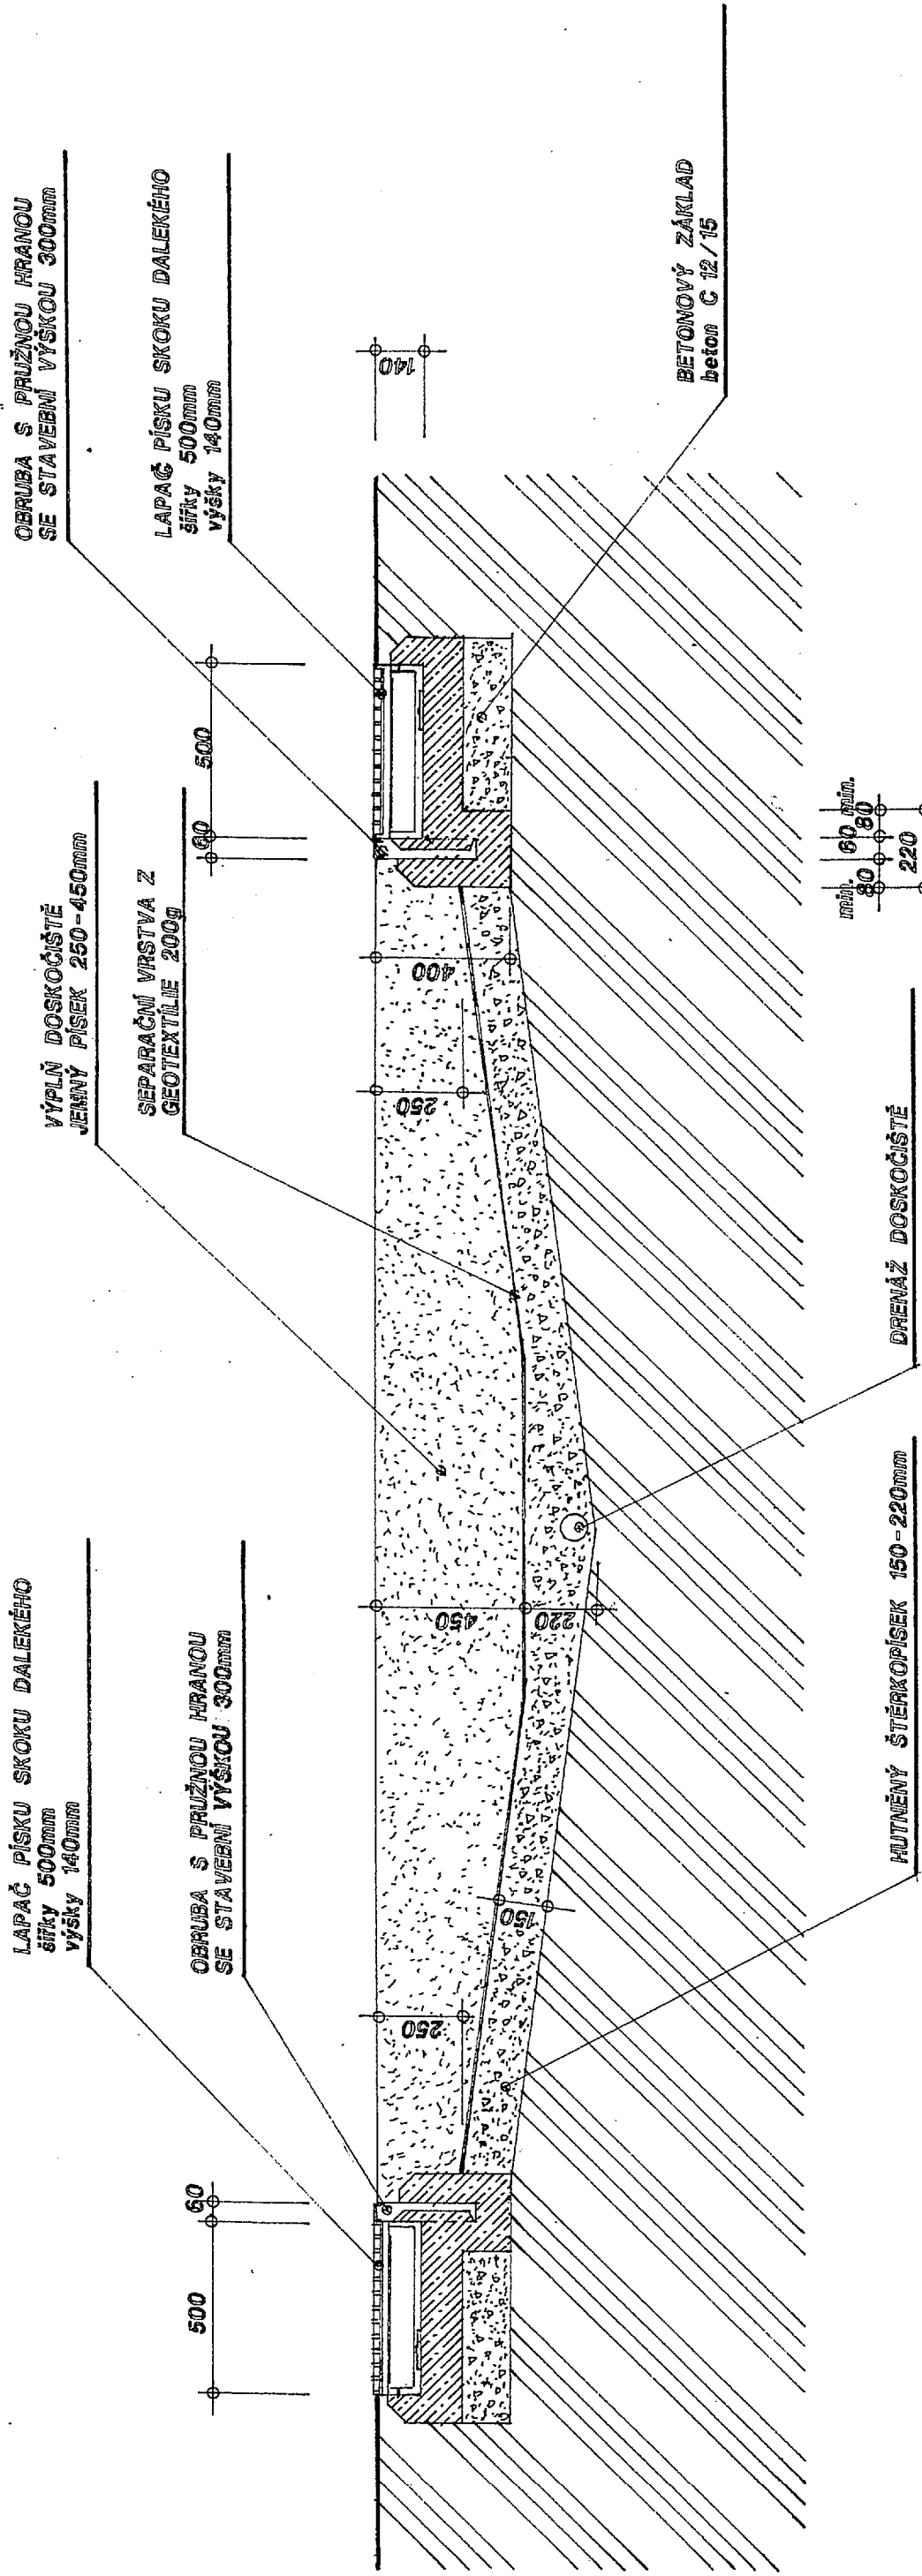 LAPAČ PÍSKU SKOKU DALEKÉHO
šířky 500mm
výšky 140mm
OBRUBA S PRUŽNOU HRANOU
SE STAVEBNÍ VÝŠKOU 300mm
VÝPLŇ DOSKOČIŠTĚ
JEMNÝ PÍSEK 250-450mm
SEPARAČNÍ VRSTVA Z
GEOTEXTÍLIE 200g
OBRUBA S PRUŽNOU HRANOU
SE STAVEBNÍ VÝŠKOU 300mm
LAPAČ PÍSKU SKOKU DALEKÉHO
šířky 500mm
výšky 140mm
500
60
60
500
140
250
150
450
220
250
400
BETONOVÝ ZÁKLAD
beton C 12/15
HUTNĚNÝ ŠTĚRKOPÍSEK 150-220mm
DRENÁŽ DOSKOČIŠTĚ
min.
80
60
min.
80
220